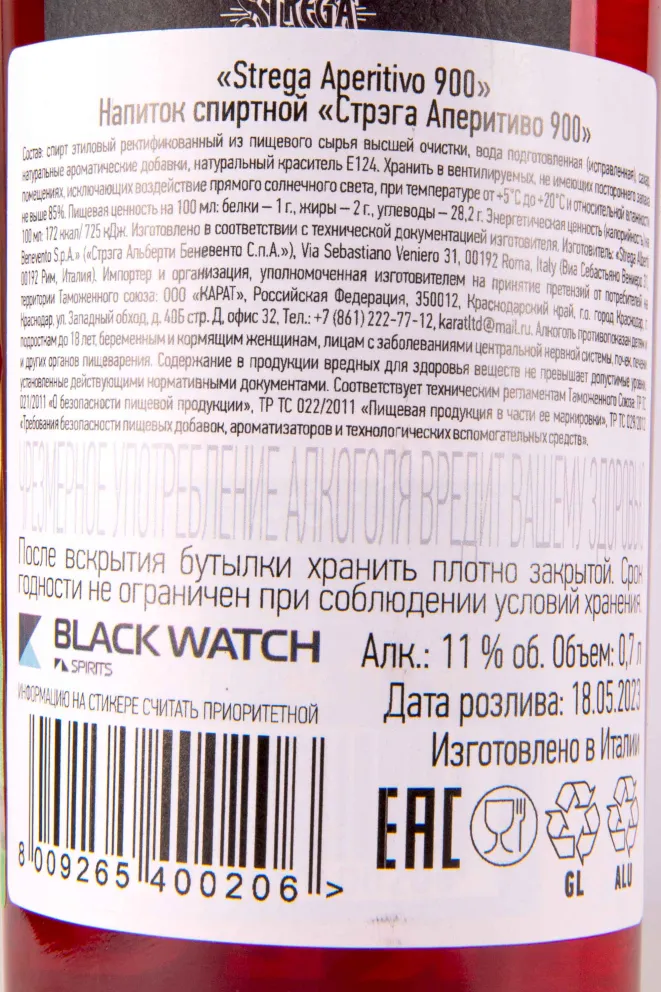 STREGA
«Strega Aperitivo 900»
Напиток спиртной «Стрэга Аперитиво 900»
Состав: спирт этиловый ректификованный из пищевого сырья высшей очистки, вода подготовленная (исправленная), сахар,
натуральные ароматические добавки, натуральный краситель Е124. Хранить в вентилируемых, не имеющих постороннего запаха
помещениях, исключающих воздействие прямого солнечного света, при температуре от +5°С до +20°С и относительной влажности
не выше 85%. Пищевая ценность на 100 мл: белки – 1 г., жиры – 2 г., углеводы – 28,2 г. Энергетическая ценность (калорийность) на
100 мл: 172 ккал/ 725 кДж. Изготовлено в соответствии с технической документацией изготовителя. Изготовитель: «Strega Alberti
Benevento S.p.A.» («Стрэга Альберти Беневенто С.п.А.»), Via Sebastiano Veniero 31, 00192 Roma, Italy (Виа Себастьяно Вениеро 31,
00192 Рим, Италия). Импортер и организация, уполномоченная изготовителем на принятие претензий от потребителей на
территории Таможенного союза: ООО «КАРАТ», Российская Федерация, 350012, Краснодарский край, г.о. город Краснодар, г.
Краснодар, ул. Западный обход, д. 40Б стр. Д, офис 32, Тел.: +7 (861) 222-77-12, karatltd@mail.ru. Алкоголь противопоказан детям и
подросткам до 18 лет, беременным и кормящим женщинам, лицам с заболеваниями центральной нервной системы, почек, печени
и других органов пищеварения. Содержание в продукции вредных для здоровья веществ не превышает допустимые уровни,
установленные действующими нормативными документами. Соответствует техническим регламентам Таможенного Союза: ТР ТС
021/2011 «О безопасности пищевой продукции», ТР ТС 022/2011 «Пищевая продукция в части ее маркировки», ТР ТС 029/2012
«Требования безопасности пищевых добавок, ароматизаторов и технологических вспомогательных средств».
ЧРЕЗМЕРНОЕ УПОТРЕБЛЕНИЕ АЛКОГОЛЯ ВРЕДИТ ВАШЕМУ ЗДОРОВЬЮ
После вскрытия бутылки хранить плотно закрытой. Срок
годности не ограничен при соблюдении условий хранения.
BLACK WATCH
SPIRITS
Алк.: 11 % об. Объем: 0,7 л
ИНФОРМАЦИЮ НА СТИКЕРЕ СЧИТАТЬ ПРИОРИТЕТНОЙ
Дата розлива: 18.05.2023
Изготовлено в Италии
8 009265 400206 >
EAC
GL
ALU